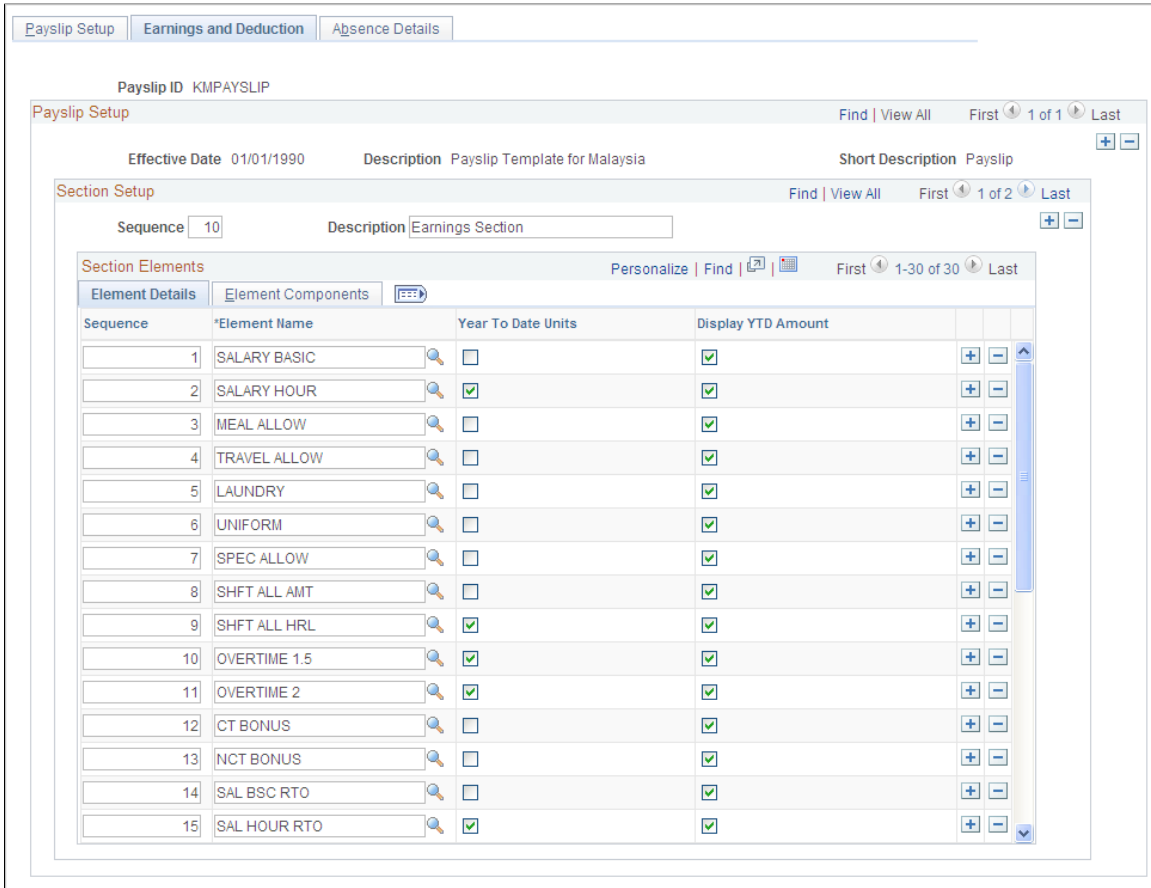 Payslip Setup Earnings and Deduction Absence Details
Payslip ID KMPAYSLIP
Payslip Setup Find | View All First 1 of 1 Last
Effective Date 01/01/1990 Description Payslip Template for Malaysia Short Description Payslip
Section Setup Find | View All First 1 of 2 Last
Sequence 10 Description Earnings Section
Section Elements Personalize | Find | | First 1-30 of 30 Last
Element Details Element Components
Sequence *Element Name Year To Date Units Display YTD Amount
1 SALARY BASIC
2 SALARY HOUR
3 MEAL ALLOW
4 TRAVEL ALLOW
5 LAUNDRY
6 UNIFORM
7 SPEC ALLOW
8 SHFT ALL AMT
9 SHFT ALL HRL
10 OVERTIME 1.5
11 OVERTIME 2
12 CT BONUS
13 NCT BONUS
14 SAL BSC RTO
15 SAL HOUR RTO